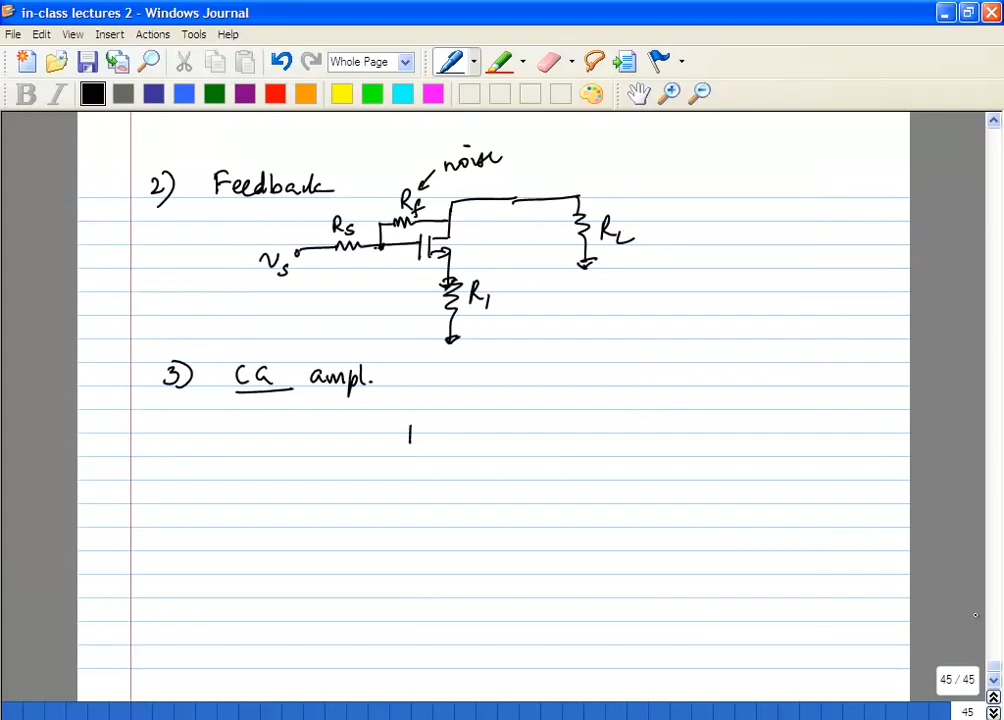 in-class lectures 2 - Windows Journal
File Edit View Insert Actions Tools Help
Whole Page
B I
noise
2) Feedback
Rf
Rs
RL
vs
R1
3) CG ampl.
45 / 45
45